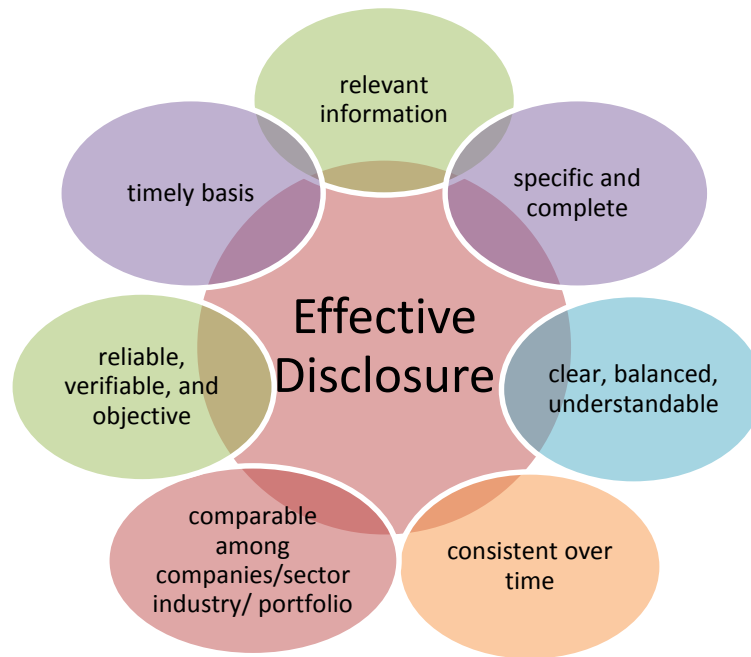 relevant
information
specific and
complete
clear, balanced,
understandable
consistent over
time
comparable
among
companies/sector
industry/ portfolio
reliable,
verifiable, and
objective
timely basis
Effective
Disclosure